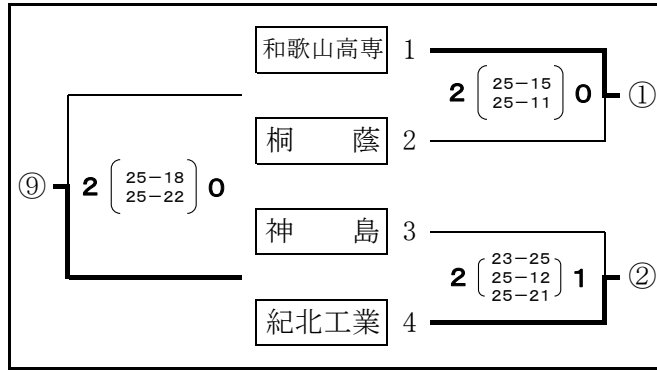 和歌山高専 1
2 25-15 25-11 0 ①
桐 蔭 2
⑨ 2 25-18 25-22 0
神 島 3
2 23-25 25-12 25-21 1 ②
紀北工業 4